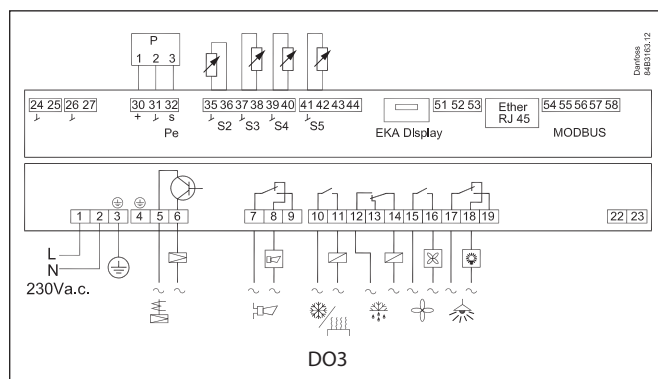 Danfoss
84B3163.12
P
1 2 3
24 25 26 27 30 31 32 35 36 37 38 39 40 41 42 43 44 51 52 53 54 55 56 57 58
+ s S2 S3 S4 S5
Pe
EKA DIsplay
Ether
RJ 45
MODBUS
1 2 3 4 5 6 7 8 9 10 11 12 13 14 15 16 17 18 19 22 23
L
N
230Va.c.
DO3